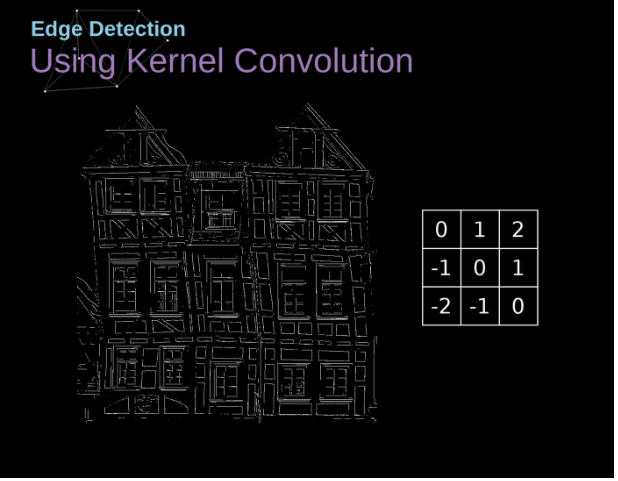 Edge Detection
Using Kernel Convolution
0 1 2
-1 0 1
-2 -1 0